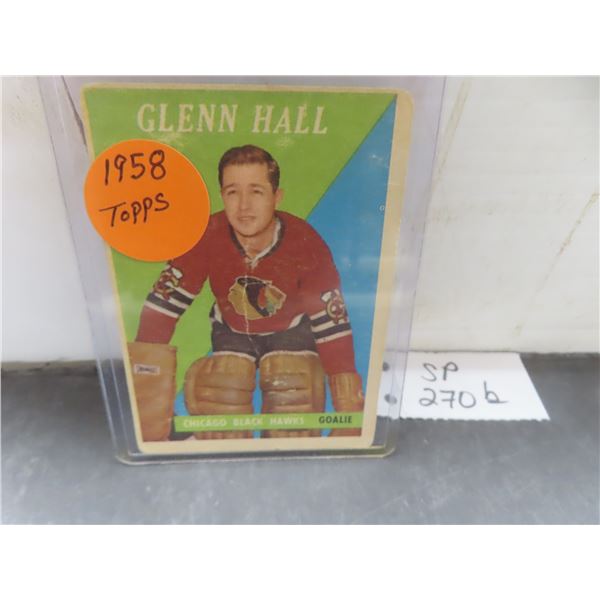 GLENN HALL
1958
TOPPS
CHICAGO BLACK HAWKS GOALIE
SP
270b